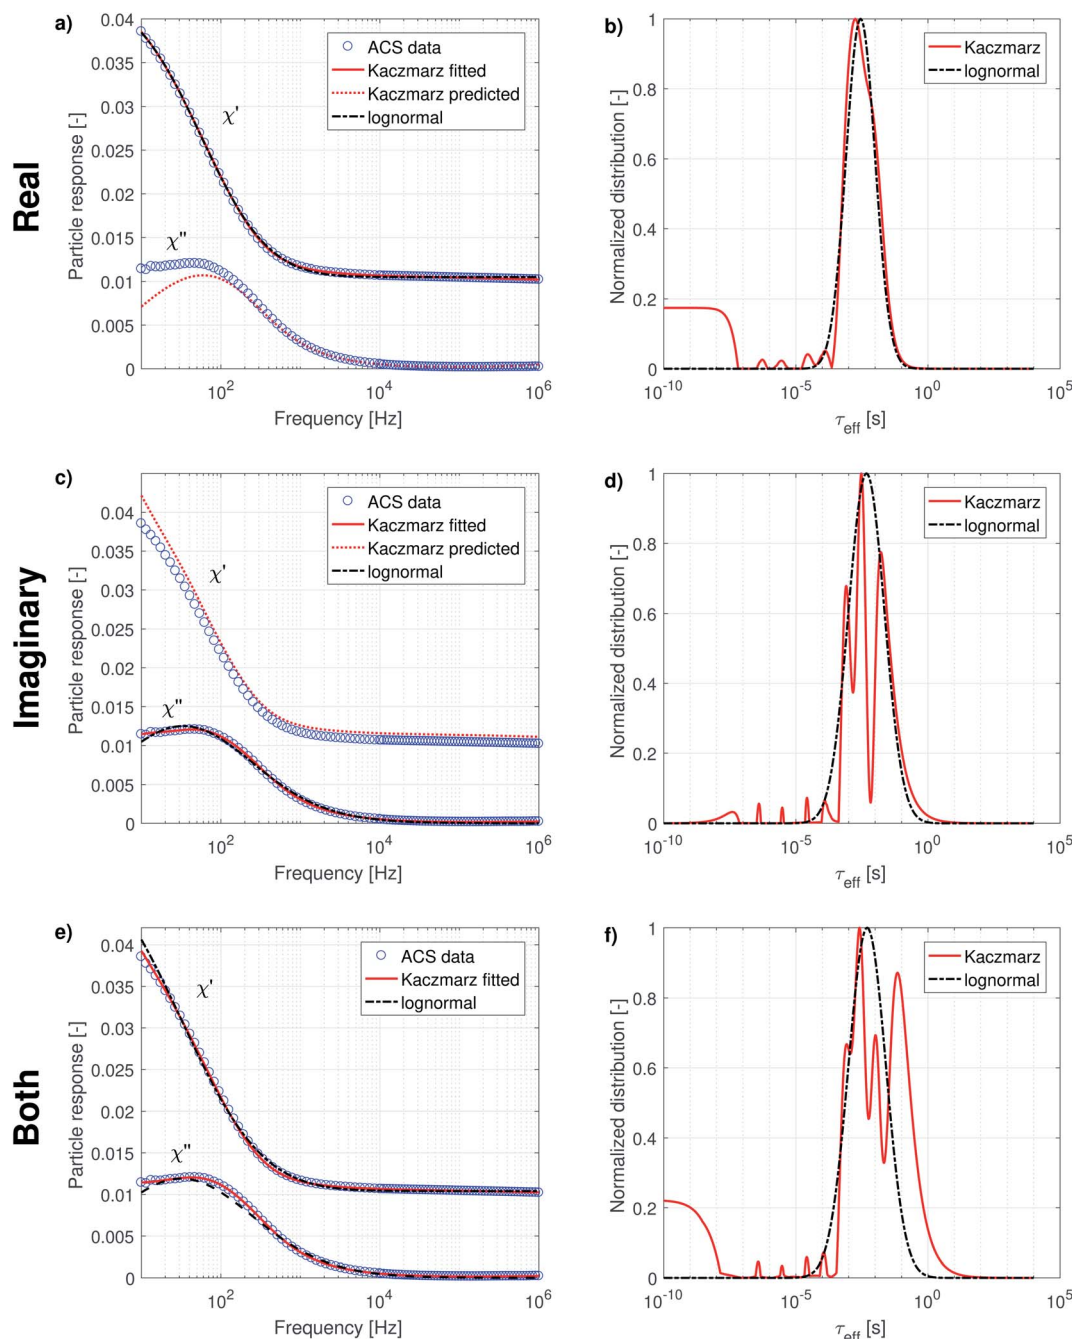 Real
a)
0.04
0.035
0.03
0.025
0.02
0.015
0.01
0.005
0
Particle response [-]
ACS data
Kaczmarz fitted
Kaczmarz predicted
lognormal
χ'
χ''
10² 10⁴ 10⁶
Frequency [Hz]
b)
1
0.8
0.6
0.4
0.2
0
Normalized distribution [-]
Kaczmarz
lognormal
10⁻¹⁰ 10⁻⁵ 10⁰ 10⁵
τeff [s]
Imaginary
c)
0.04
0.035
0.03
0.025
0.02
0.015
0.01
0.005
0
Particle response [-]
ACS data
Kaczmarz fitted
Kaczmarz predicted
lognormal
χ'
χ''
10² 10⁴ 10⁶
Frequency [Hz]
d)
1
0.8
0.6
0.4
0.2
0
Normalized distribution [-]
Kaczmarz
lognormal
10⁻¹⁰ 10⁻⁵ 10⁰ 10⁵
τeff [s]
Both
e)
0.04
0.035
0.03
0.025
0.02
0.015
0.01
0.005
0
Particle response [-]
ACS data
Kaczmarz fitted
lognormal
χ'
χ''
10² 10⁴ 10⁶
Frequency [Hz]
f)
1
0.8
0.6
0.4
0.2
0
Normalized distribution [-]
Kaczmarz
lognormal
10⁻¹⁰ 10⁻⁵ 10⁰ 10⁵
τeff [s]